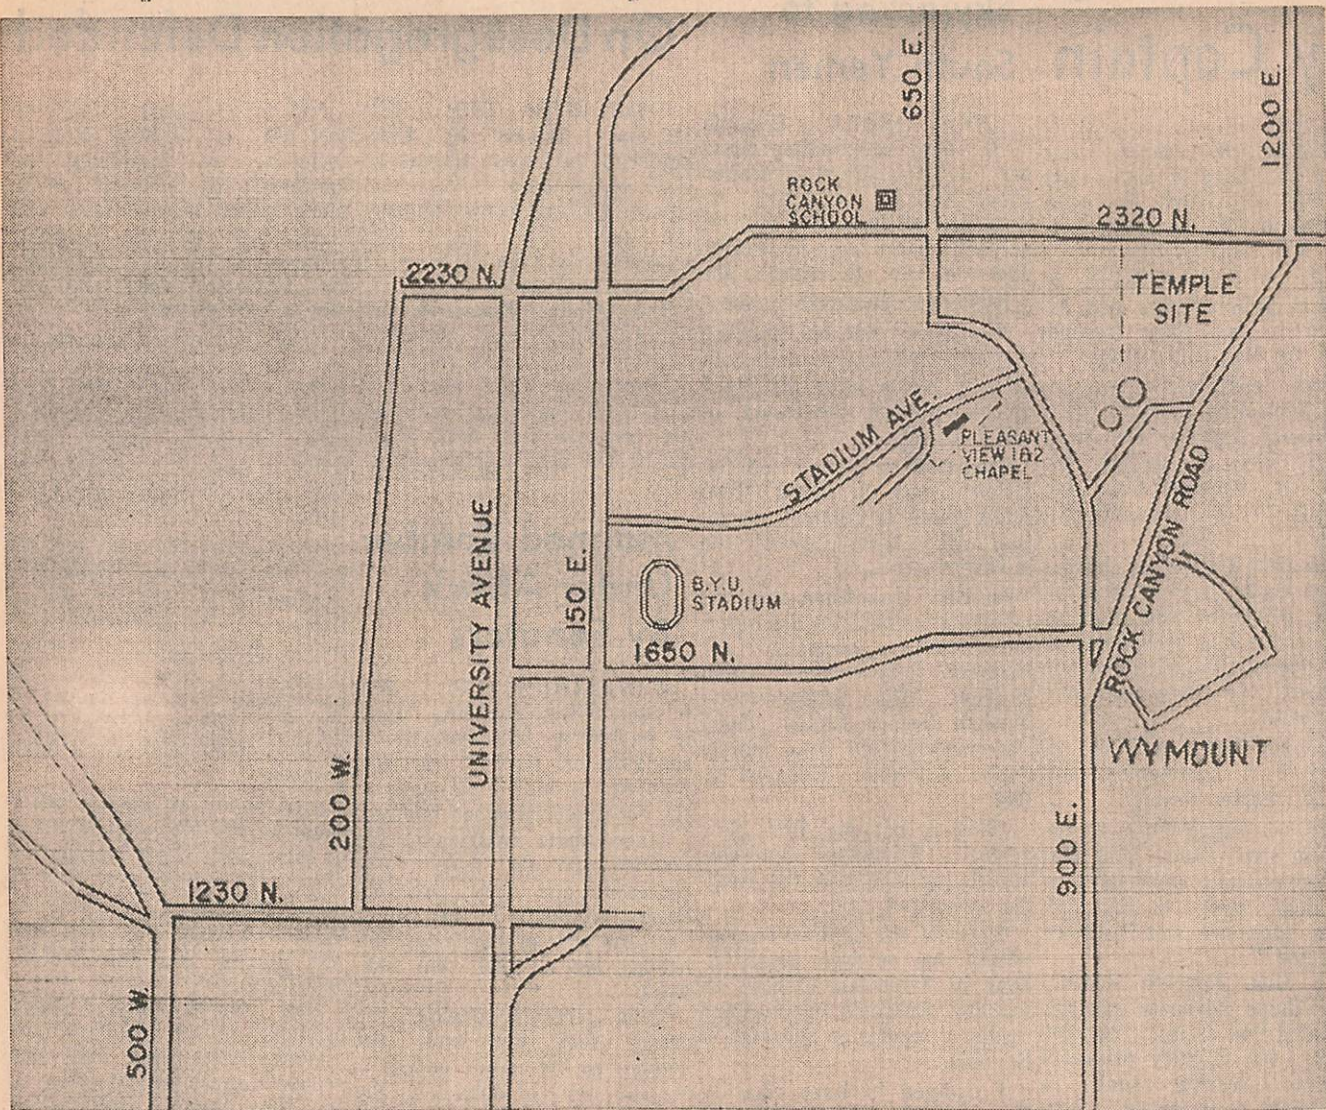 650 E.
1200 E.
ROCK
CANYON
SCHOOL
2320 N.
2230 N.
TEMPLE
SITE
STADIUM AVE.
PLEASANT
VIEW 1&2
CHAPEL
ROCK CANYON ROAD
UNIVERSITY AVENUE
150 E.
B.Y.U.
STADIUM
1650 N.
WYMOUNT
200 W.
900 E.
1230 N.
500 W.